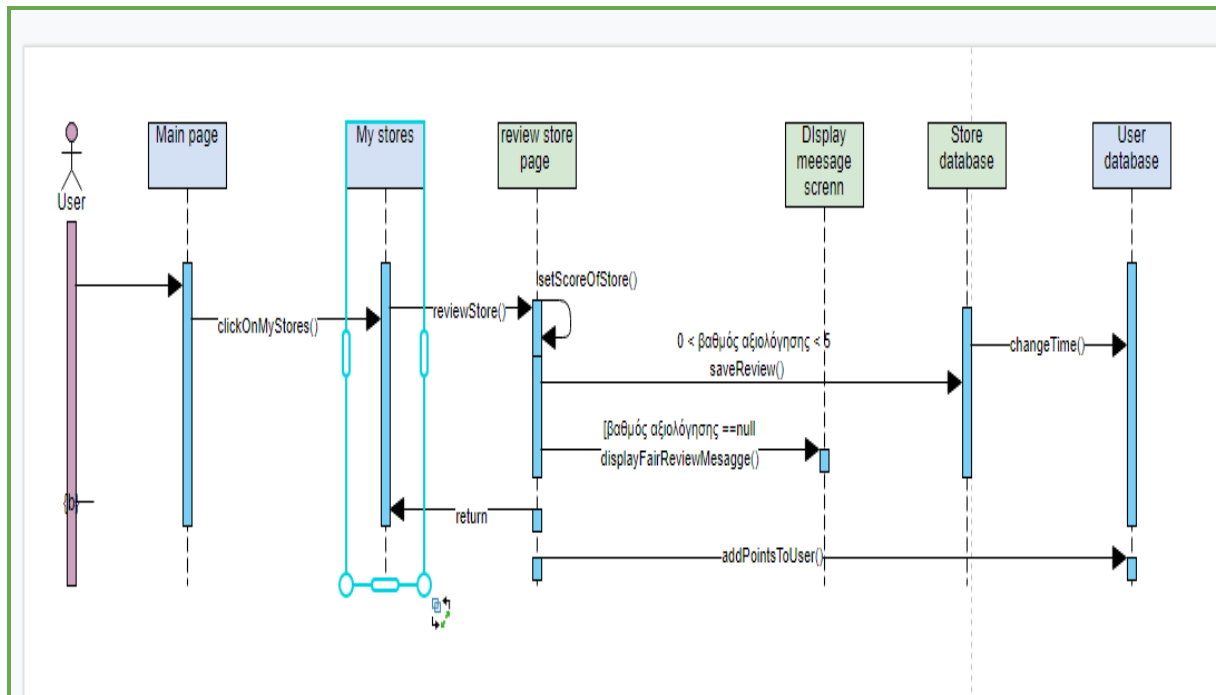 Main page
My stores
review store
page
DIsplay
meesage
screnn
Store
database
User
database
User
setScoreOfStore()
reviewStore()
clickOnMyStores()
0 < βαθμός αξιολόγησης < 5
saveReview()
changeTime()
[βαθμός αξιολόγησης ==null
displayFairReviewMesagge()
{b}
return
addPointsToUser()